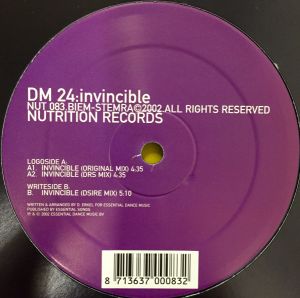 DM 24:invincible
NUT 083.BIEM-STEMRA©2002.ALL RIGHTS RESERVED
NUTRITION RECORDS
LOGOSIDE A:
A1. INVINCIBLE (ORIGINAL MIX) 4:35
A2. INVINCIBLE (DRS MIX) 4:35
WRITESIDE B:
B. INVINCIBLE (DSIRE MIX) 5:10
WRITTEN & ARRANGED BY D. ERKEL FOR ESSENTIAL DANCE MUSIC
PUBLISHED BY ESSENTIAL SONGS
℗ & © 2002 ESSENTIAL DANCE MUSIC BV
8 713637 000832